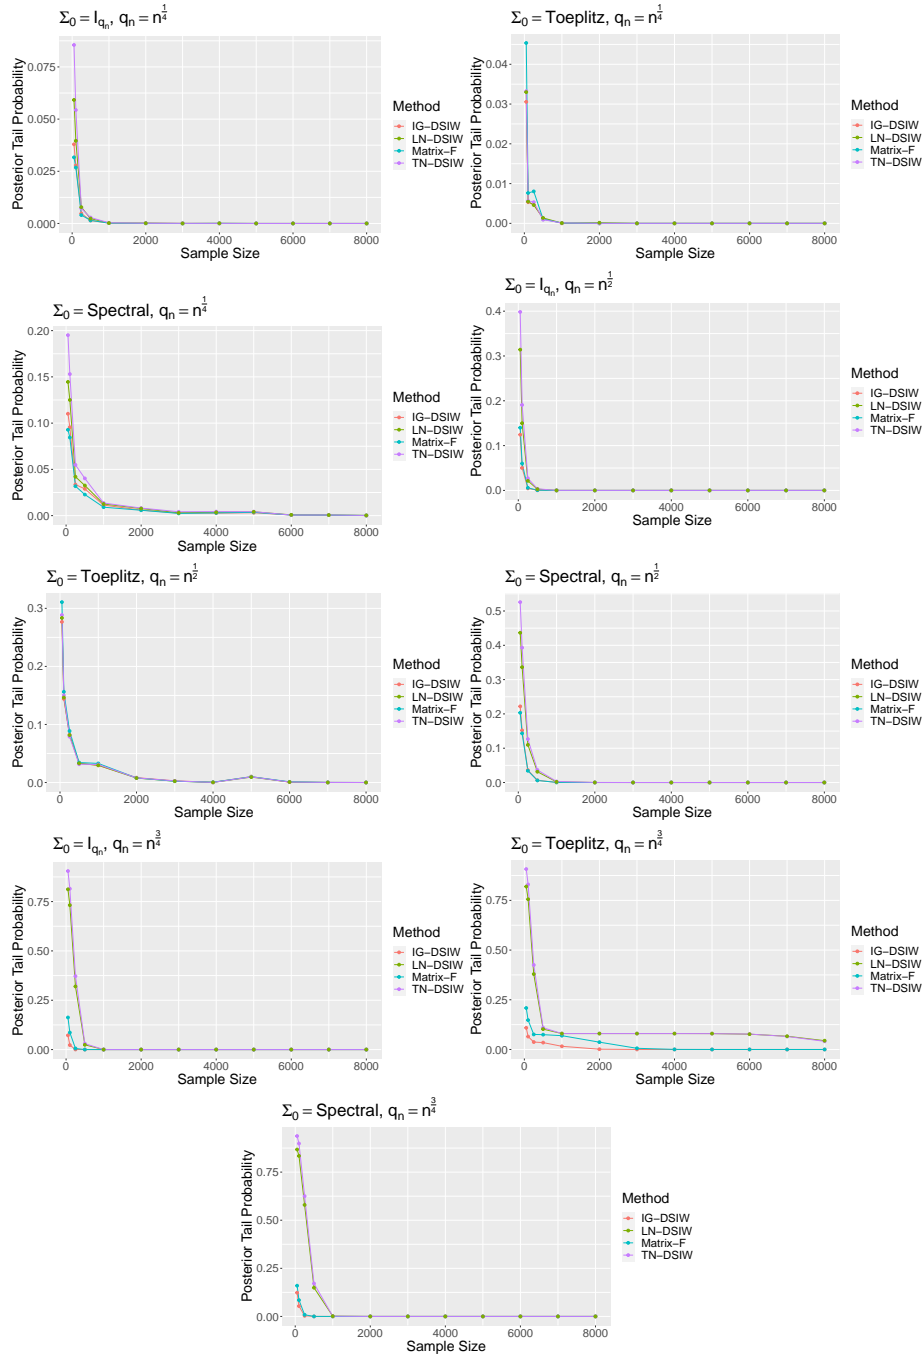 Σ₀ = I_{qₙ}, qₙ = n^{1/4}
Posterior Tail Probability
0.075
0.050
0.025
0.000
0 2000 4000 6000 8000
Sample Size
Method
IG−DSIW
LN−DSIW
Matrix−F
TN−DSIW
Σ₀ = Toeplitz, qₙ = n^{1/4}
Posterior Tail Probability
0.04
0.03
0.02
0.01
0.00
0 2000 4000 6000 8000
Sample Size
Method
IG−DSIW
LN−DSIW
Matrix−F
TN−DSIW
Σ₀ = Spectral, qₙ = n^{1/4}
Posterior Tail Probability
0.20
0.15
0.10
0.05
0.00
0 2000 4000 6000 8000
Sample Size
Method
IG−DSIW
LN−DSIW
Matrix−F
TN−DSIW
Σ₀ = I_{qₙ}, qₙ = n^{1/2}
Posterior Tail Probability
0.4
0.3
0.2
0.1
0.0
0 2000 4000 6000 8000
Sample Size
Method
IG−DSIW
LN−DSIW
Matrix−F
TN−DSIW
Σ₀ = Toeplitz, qₙ = n^{1/2}
Posterior Tail Probability
0.3
0.2
0.1
0.0
0 2000 4000 6000 8000
Sample Size
Method
IG−DSIW
LN−DSIW
Matrix−F
TN−DSIW
Σ₀ = Spectral, qₙ = n^{1/2}
Posterior Tail Probability
0.5
0.4
0.3
0.2
0.1
0.0
0 2000 4000 6000 8000
Sample Size
Method
IG−DSIW
LN−DSIW
Matrix−F
TN−DSIW
Σ₀ = I_{qₙ}, qₙ = n^{3/4}
Posterior Tail Probability
0.75
0.50
0.25
0.00
0 2000 4000 6000 8000
Sample Size
Method
IG−DSIW
LN−DSIW
Matrix−F
TN−DSIW
Σ₀ = Toeplitz, qₙ = n^{3/4}
Posterior Tail Probability
0.75
0.50
0.25
0.00
0 2000 4000 6000 8000
Sample Size
Method
IG−DSIW
LN−DSIW
Matrix−F
TN−DSIW
Σ₀ = Spectral, qₙ = n^{3/4}
Posterior Tail Probability
0.75
0.50
0.25
0.00
0 2000 4000 6000 8000
Sample Size
Method
IG−DSIW
LN−DSIW
Matrix−F
TN−DSIW